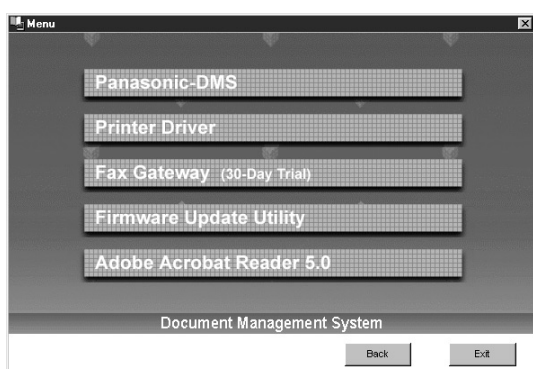 Menu
Panasonic-DMS
Printer Driver
Fax Gateway (30-Day Trial)
Firmware Update Utility
Adobe Acrobat Reader 5.0
Document Management System
Back Exit